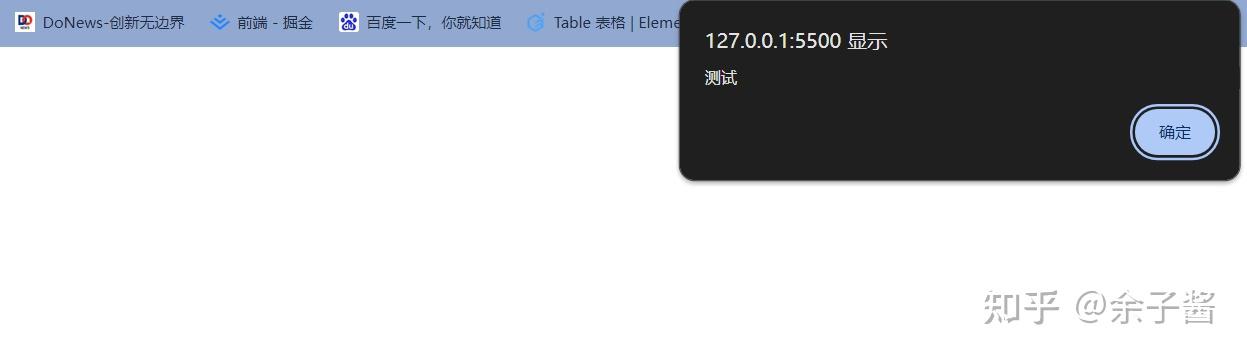 DoNews-创新无边界 前端 - 掘金 百度一下，你就知道 Table 表格 | Eleme
127.0.0.1:5500 显示
测试
确定
知乎 @余子酱